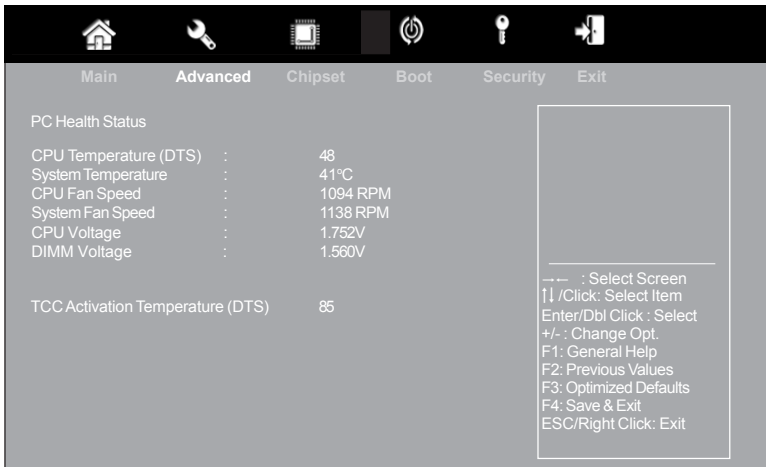 Main Advanced Chipset Boot Security Exit
PC Health Status
CPU Temperature (DTS) : 48
System Temperature : 41°C
CPU Fan Speed : 1094 RPM
System Fan Speed : 1138 RPM
CPU Voltage : 1.752V
DIMM Voltage : 1.560V
TCC Activation Temperature (DTS) 85
→← : Select Screen
↑↓ /Click: Select Item
Enter/Dbl Click : Select
+/- : Change Opt.
F1: General Help
F2: Previous Values
F3: Optimized Defaults
F4: Save & Exit
ESC/Right Click: Exit